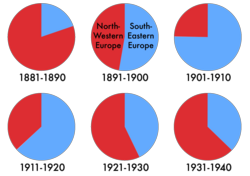 North-
Western
Europe
South-
Eastern
Europe
1881-1890
1891-1900
1901-1910
1911-1920
1921-1930
1931-1940